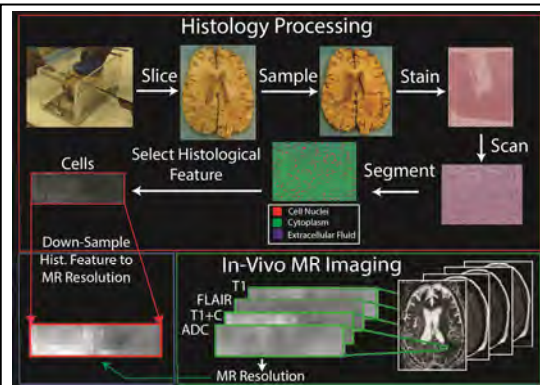 Histology Processing
Slice
Sample
Stain
Scan
Segment
Select Histological
Feature
Cells
Cell Nuclei
Cytoplasm
Extracellular Fluid
Down-Sample
Hist. Feature to
MR Resolution
In-Vivo MR Imaging
T1
FLAIR
T1+C
ADC
MR Resolution